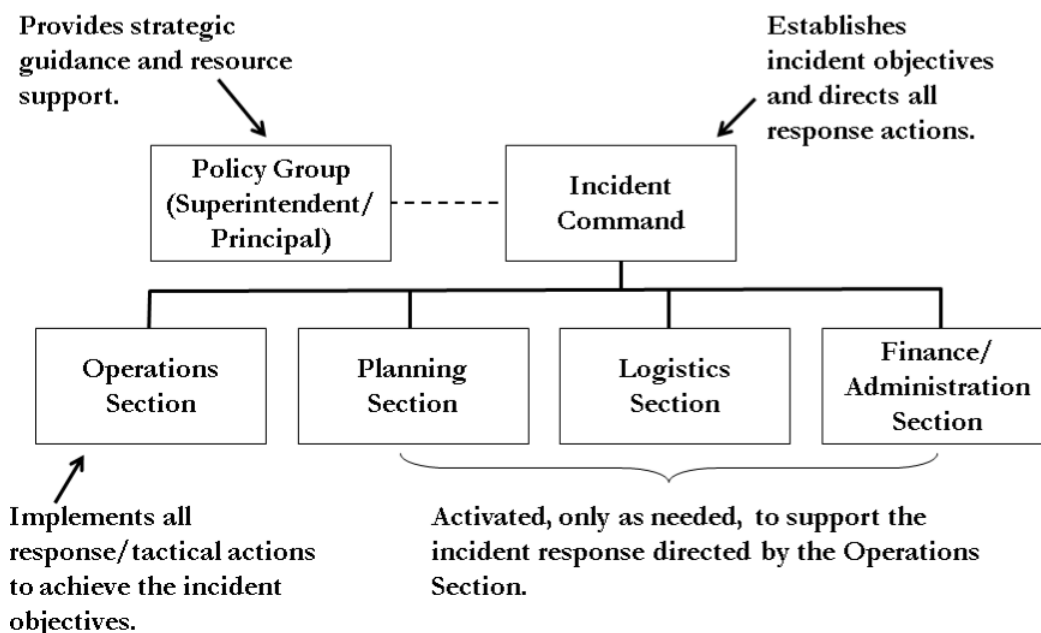 Provides strategic
guidance and resource
support.
Establishes
incident objectives
and directs all
response actions.
Policy Group
(Superintendent/
Principal)
Incident
Command
Operations
Section
Planning
Section
Logistics
Section
Finance/
Administration
Section
Implements all
response/tactical actions
to achieve the incident
objectives.
Activated, only as needed, to support the
incident response directed by the Operations
Section.